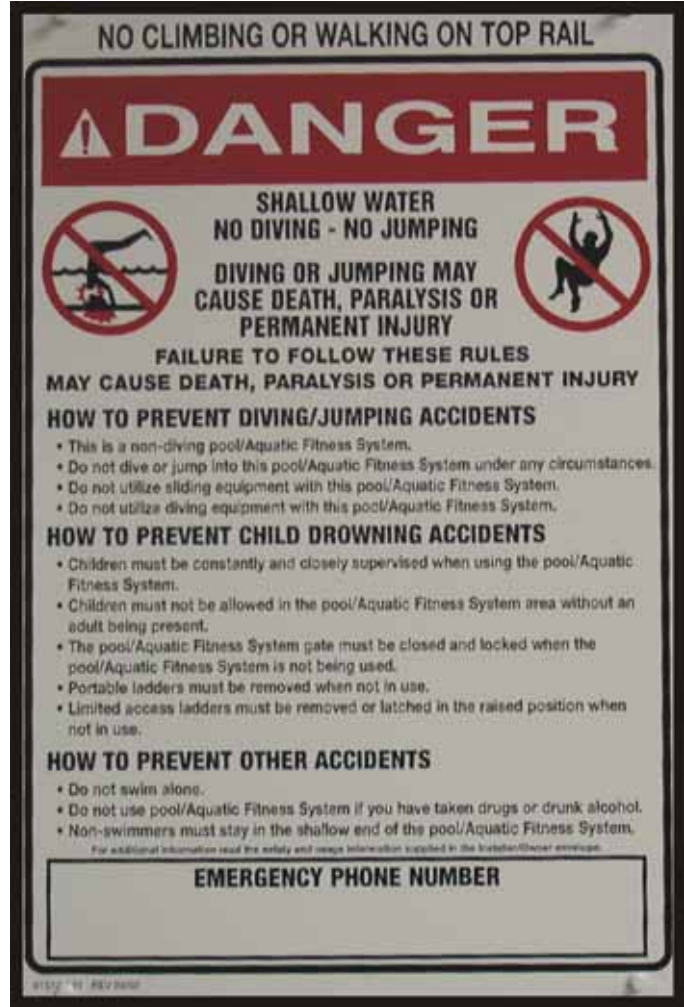 NO CLIMBING OR WALKING ON TOP RAIL
DANGER
SHALLOW WATER
NO DIVING - NO JUMPING
DIVING OR JUMPING MAY
CAUSE DEATH, PARALYSIS OR
PERMANENT INJURY
FAILURE TO FOLLOW THESE RULES
MAY CAUSE DEATH, PARALYSIS OR PERMANENT INJURY
HOW TO PREVENT DIVING/JUMPING ACCIDENTS
• This is a non-diving pool/Aquatic Fitness System.
• Do not dive or jump into this pool/Aquatic Fitness System under any circumstances.
• Do not utilize sliding equipment with this pool/Aquatic Fitness System.
• Do not utilize diving equipment with this pool/Aquatic Fitness System.
HOW TO PREVENT CHILD DROWNING ACCIDENTS
• Children must be constantly and closely supervised when using the pool/Aquatic
Fitness System.
• Children must not be allowed in the pool/Aquatic Fitness System area without an
adult being present.
• The pool/Aquatic Fitness System gate must be closed and locked when the
pool/Aquatic Fitness System is not being used.
• Portable ladders must be removed when not in use.
• Limited access ladders must be removed or latched in the raised position when
not in use.
HOW TO PREVENT OTHER ACCIDENTS
• Do not swim alone.
• Do not use pool/Aquatic Fitness System if you have taken drugs or drunk alcohol.
• Non-swimmers must stay in the shallow end of the pool/Aquatic Fitness System.
For additional information read the safety and usage information supplied in the Installer/Owner envelope.
EMERGENCY PHONE NUMBER
REV